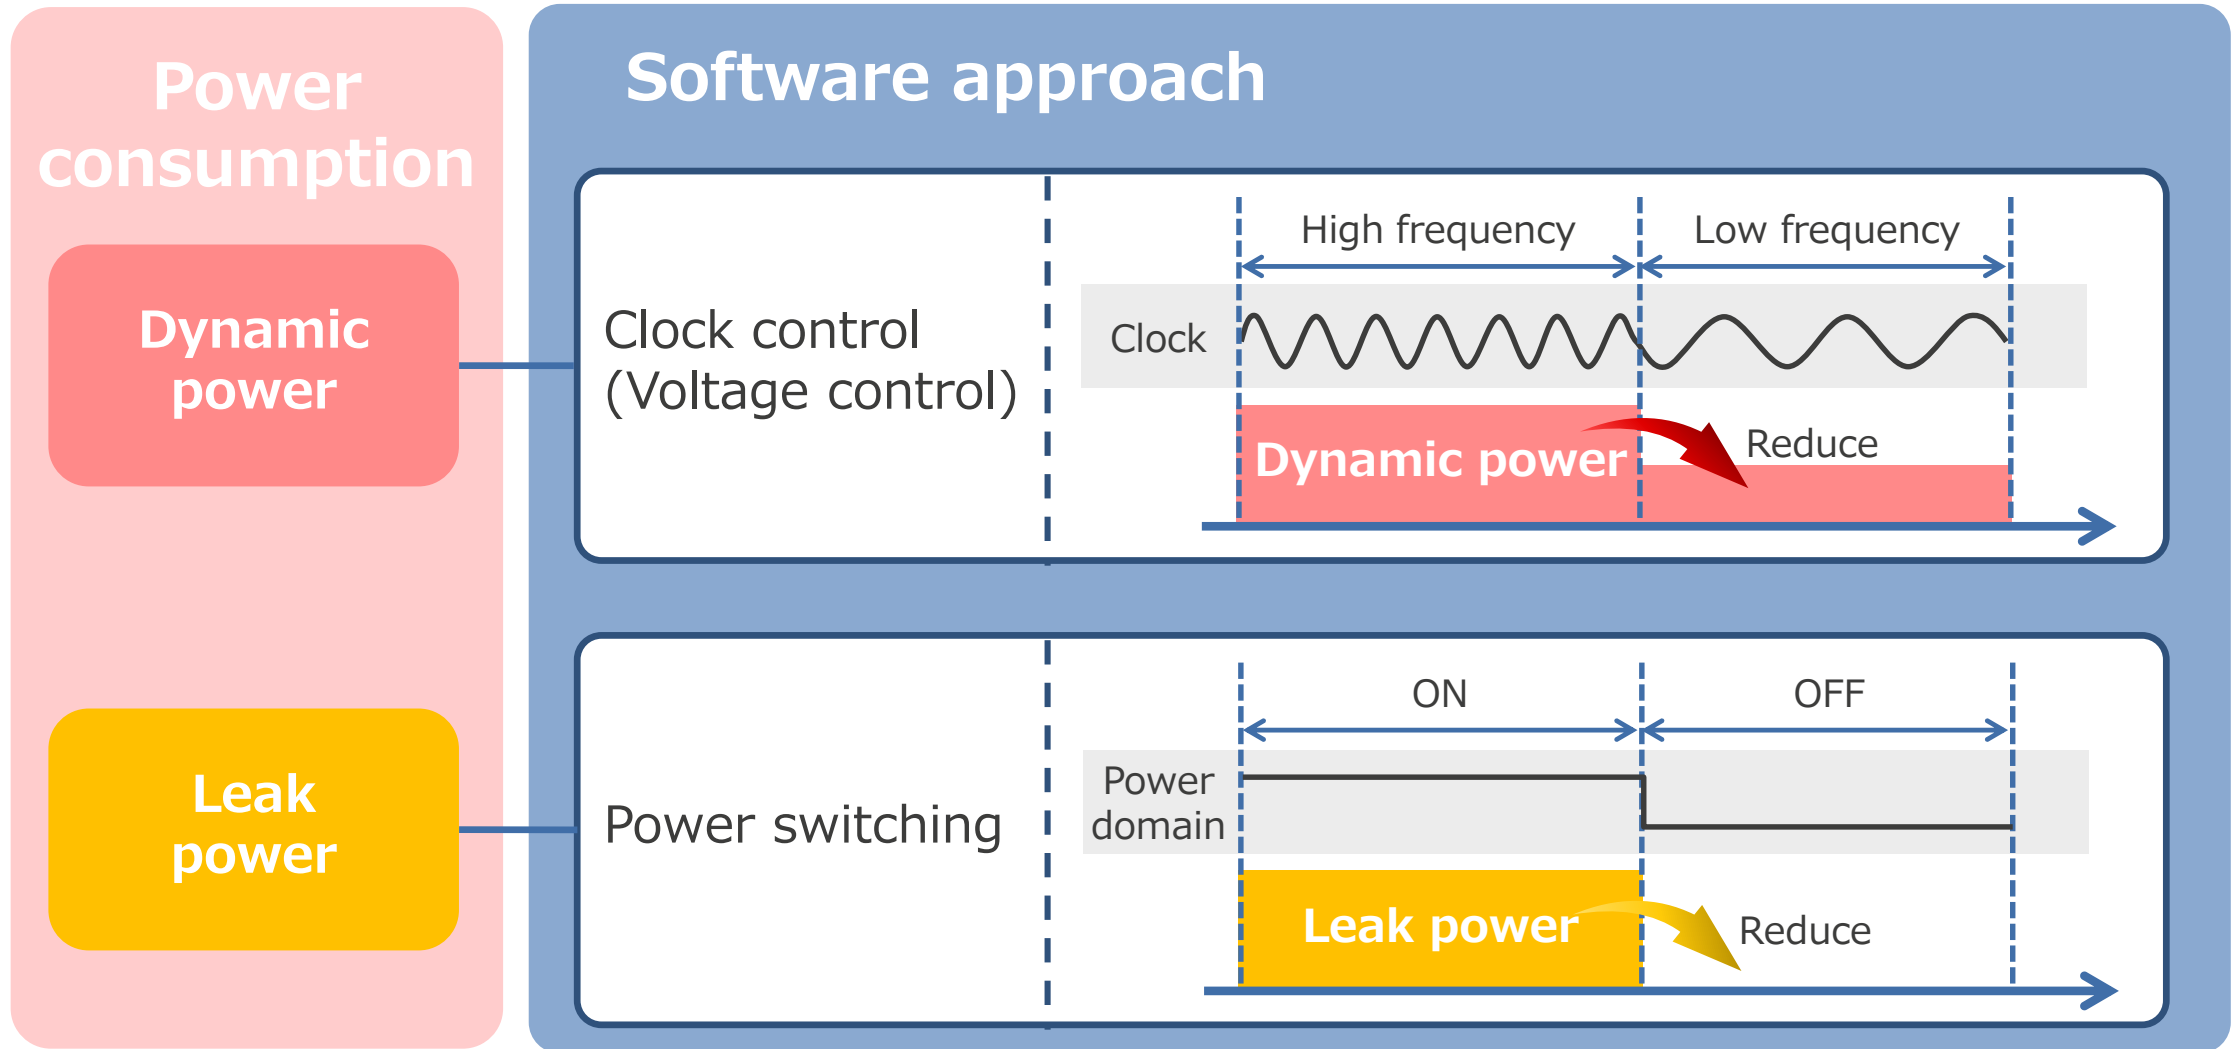 Power
consumption
Software approach
Dynamic
power
Clock control
(Voltage control)
High frequency
Low frequency
Clock
Dynamic power
Reduce
Leak
power
Power switching
ON
OFF
Power
domain
Leak power
Reduce